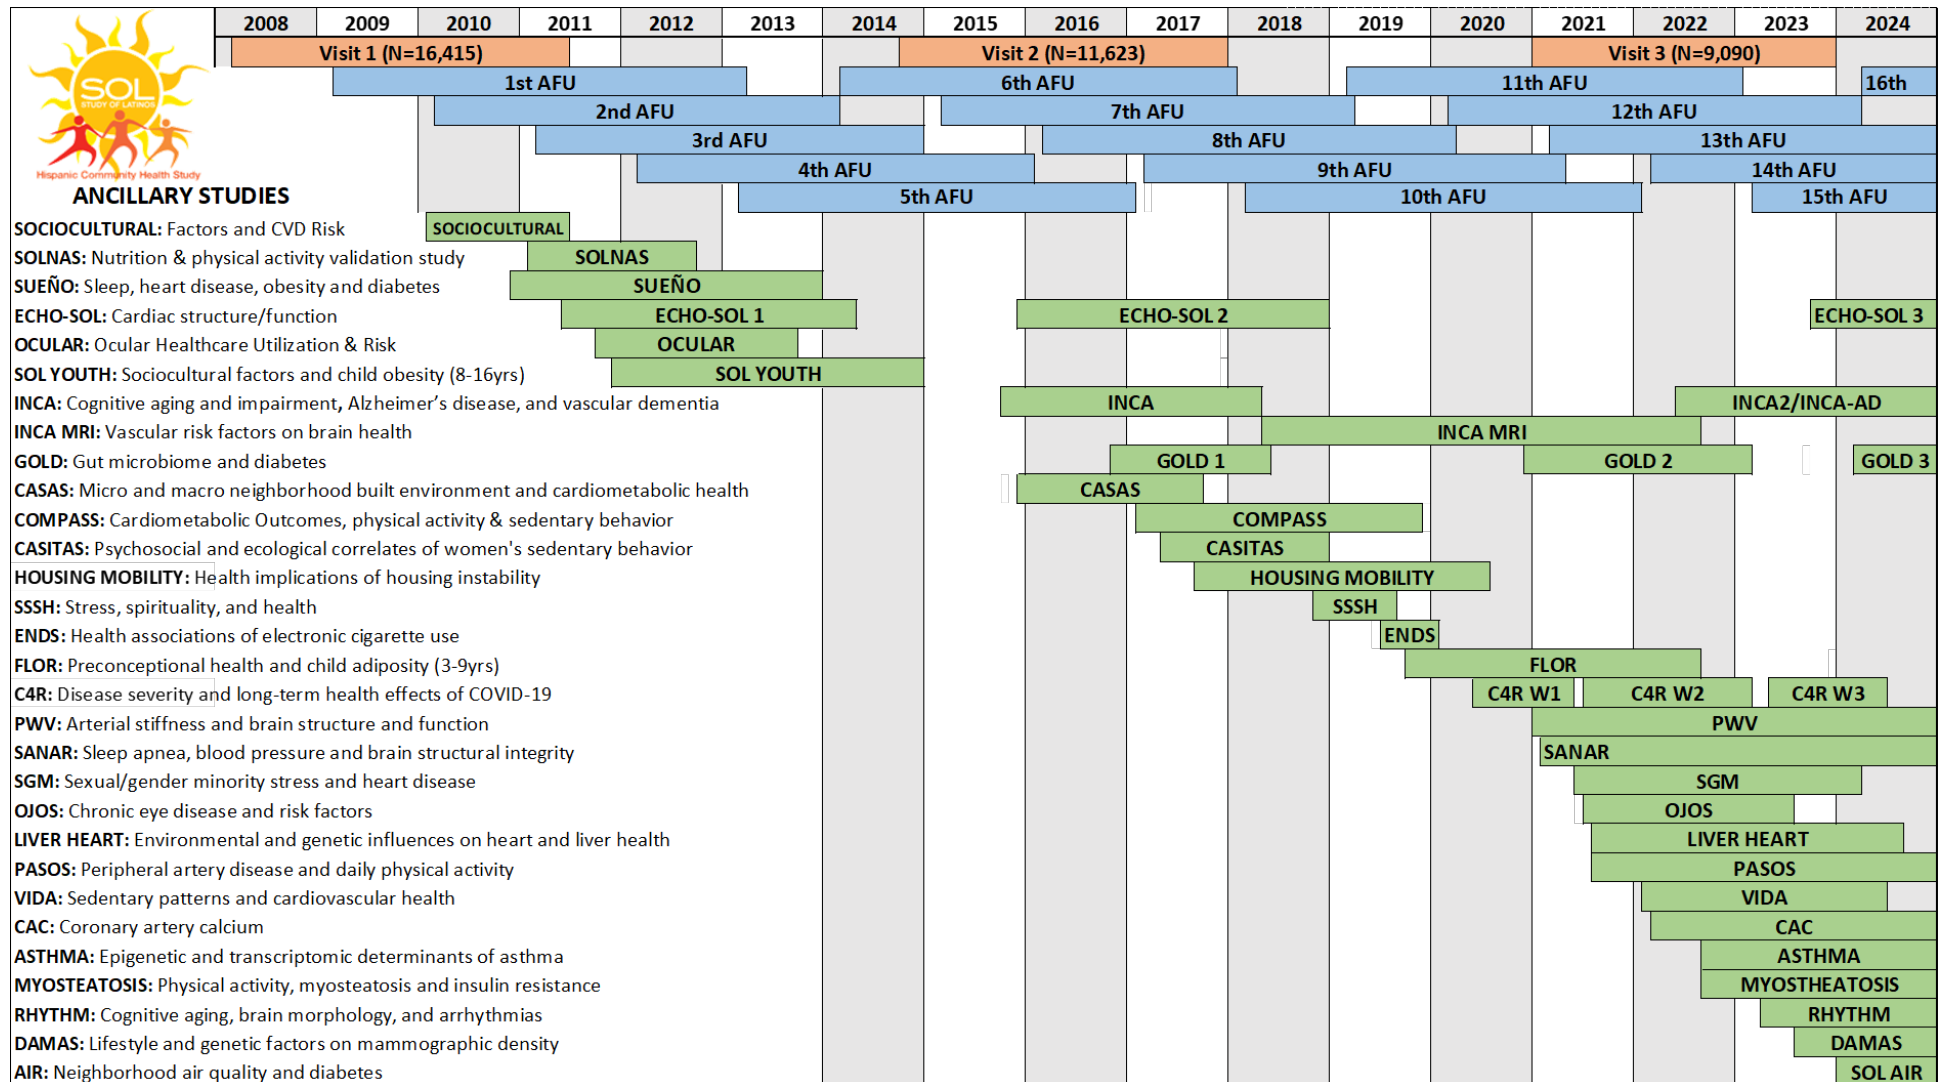 2008 2009 2010 2011 2012 2013 2014 2015 2016 2017 2018 2019 2020 2021 2022 2023 2024
Visit 1 (N=16,415) Visit 2 (N=11,623) Visit 3 (N=9,090)
SOL
STUDY OF LATINOS
Hispanic Community Health Study
1st AFU 6th AFU 11th AFU 16th
2nd AFU 7th AFU 12th AFU
3rd AFU 8th AFU 13th AFU
4th AFU 9th AFU 14th AFU
ANCILLARY STUDIES 5th AFU 10th AFU 15th AFU
SOCIOCULTURAL: Factors and CVD Risk SOCIOCULTURAL
SOLNAS: Nutrition & physical activity validation study SOLNAS
SUEÑO: Sleep, heart disease, obesity and diabetes SUEÑO
ECHO-SOL: Cardiac structure/function ECHO-SOL 1 ECHO-SOL 2 ECHO-SOL 3
OCULAR: Ocular Healthcare Utilization & Risk OCULAR
SOL YOUTH: Sociocultural factors and child obesity (8-16yrs) SOL YOUTH
INCA: Cognitive aging and impairment, Alzheimer's disease, and vascular dementia INCA INCA2/INCA-AD
INCA MRI: Vascular risk factors on brain health INCA MRI
GOLD: Gut microbiome and diabetes GOLD 1 GOLD 2 GOLD 3
CASAS: Micro and macro neighborhood built environment and cardiometabolic health CASAS
COMPASS: Cardiometabolic Outcomes, physical activity & sedentary behavior COMPASS
CASITAS: Psychosocial and ecological correlates of women's sedentary behavior CASITAS
HOUSING MOBILITY: Health implications of housing instability HOUSING MOBILITY
SSSH: Stress, spirituality, and health SSSH
ENDS: Health associations of electronic cigarette use ENDS
FLOR: Preconceptional health and child adiposity (3-9yrs) FLOR
C4R: Disease severity and long-term health effects of COVID-19 C4R W1 C4R W2 C4R W3
PWV: Arterial stiffness and brain structure and function PWV
SANAR: Sleep apnea, blood pressure and brain structural integrity SANAR
SGM: Sexual/gender minority stress and heart disease SGM
OJOS: Chronic eye disease and risk factors OJOS
LIVER HEART: Environmental and genetic influences on heart and liver health LIVER HEART
PASOS: Peripheral artery disease and daily physical activity PASOS
VIDA: Sedentary patterns and cardiovascular health VIDA
CAC: Coronary artery calcium CAC
ASTHMA: Epigenetic and transcriptomic determinants of asthma ASTHMA
MYOSTEATOSIS: Physical activity, myosteatosis and insulin resistance MYOSTHEATOSIS
RHYTHM: Cognitive aging, brain morphology, and arrhythmias RHYTHM
DAMAS: Lifestyle and genetic factors on mammographic density DAMAS
AIR: Neighborhood air quality and diabetes SOL AIR